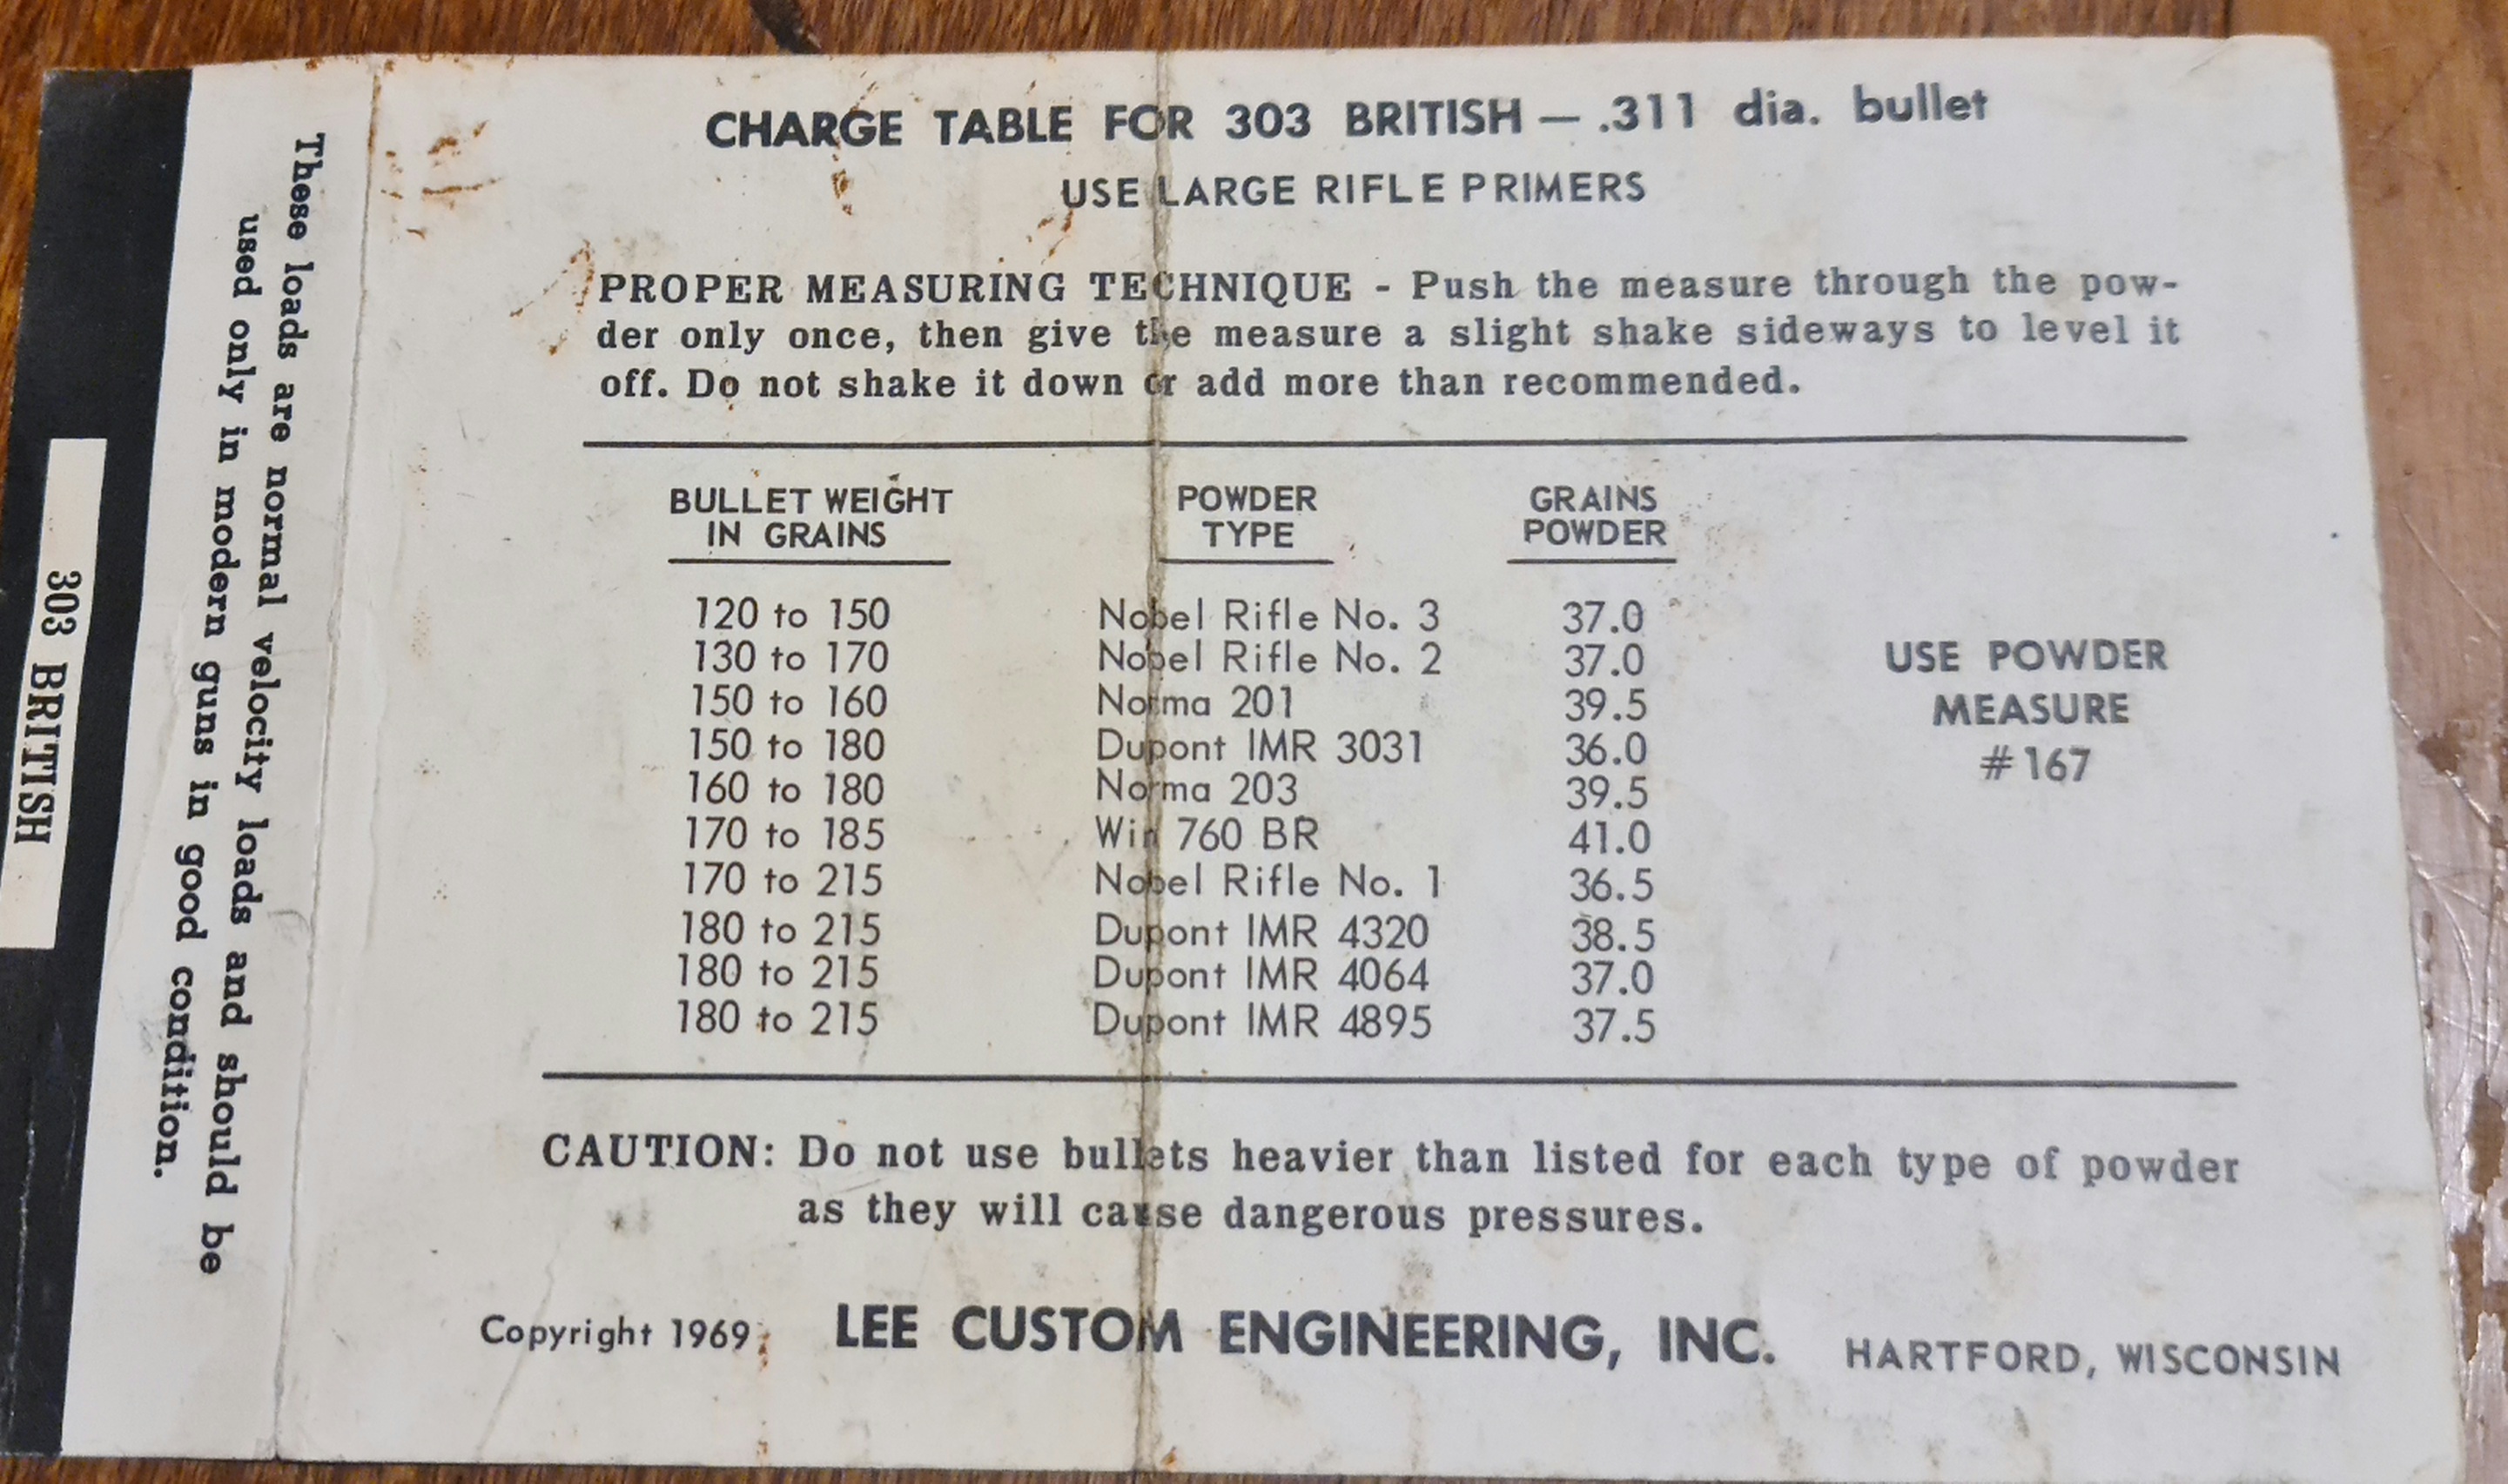 CHARGE TABLE FOR 303 BRITISH — .311 dia. bullet
USE LARGE RIFLE PRIMERS
PROPER MEASURING TECHNIQUE - Push the measure through the pow-
der only once, then give the measure a slight shake sideways to level it
off. Do not shake it down or add more than recommended.
BULLET WEIGHT IN GRAINS POWDER TYPE GRAINS POWDER
120 to 150 Nobel Rifle No. 3 37.0
130 to 170 Nobel Rifle No. 2 37.0
150 to 160 Norma 201 39.5
150 to 180 Dupont IMR 3031 36.0
160 to 180 Norma 203 39.5
170 to 185 Win 760 BR 41.0
170 to 215 Nobel Rifle No. 1 36.5
180 to 215 Dupont IMR 4320 38.5
180 to 215 Dupont IMR 4064 37.0
180 to 215 Dupont IMR 4895 37.5
USE POWDER
MEASURE
#167
CAUTION: Do not use bullets heavier than listed for each type of powder
as they will cause dangerous pressures.
Copyright 1969 LEE CUSTOM ENGINEERING, INC. HARTFORD, WISCONSIN
These loads are normal velocity loads and should be
used only in modern guns in good condition.
303 BRITISH